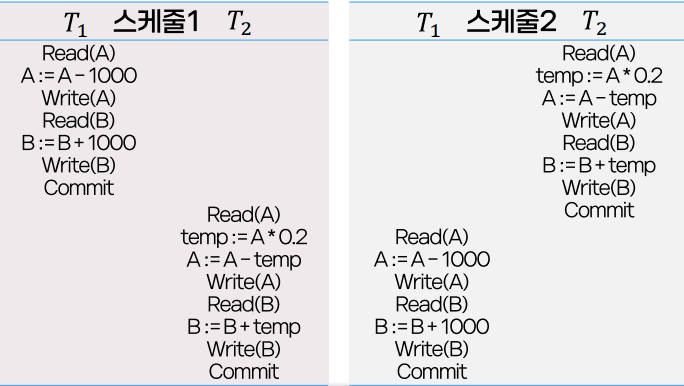 T1 스케줄1 T2
Read(A)
A := A - 1000
Write(A)
Read(B)
B := B + 1000
Write(B)
Commit
Read(A)
temp := A * 0.2
A := A - temp
Write(A)
Read(B)
B := B + temp
Write(B)
Commit
T1 스케줄2 T2
Read(A)
temp := A * 0.2
A := A - temp
Write(A)
Read(B)
B := B + temp
Write(B)
Commit
Read(A)
A := A - 1000
Write(A)
Read(B)
B := B + 1000
Write(B)
Commit